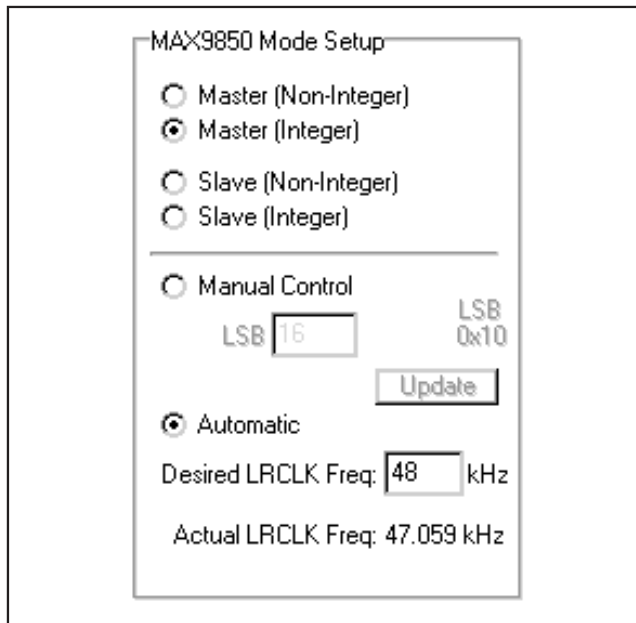 MAX9850 Mode Setup
Master (Non-Integer)
Master (Integer)
Slave (Non-Integer)
Slave (Integer)
Manual Control
LSB 16
LSB
0x10
Update
Automatic
Desired LRCLK Freq: 48 kHz
Actual LRCLK Freq: 47.059 kHz